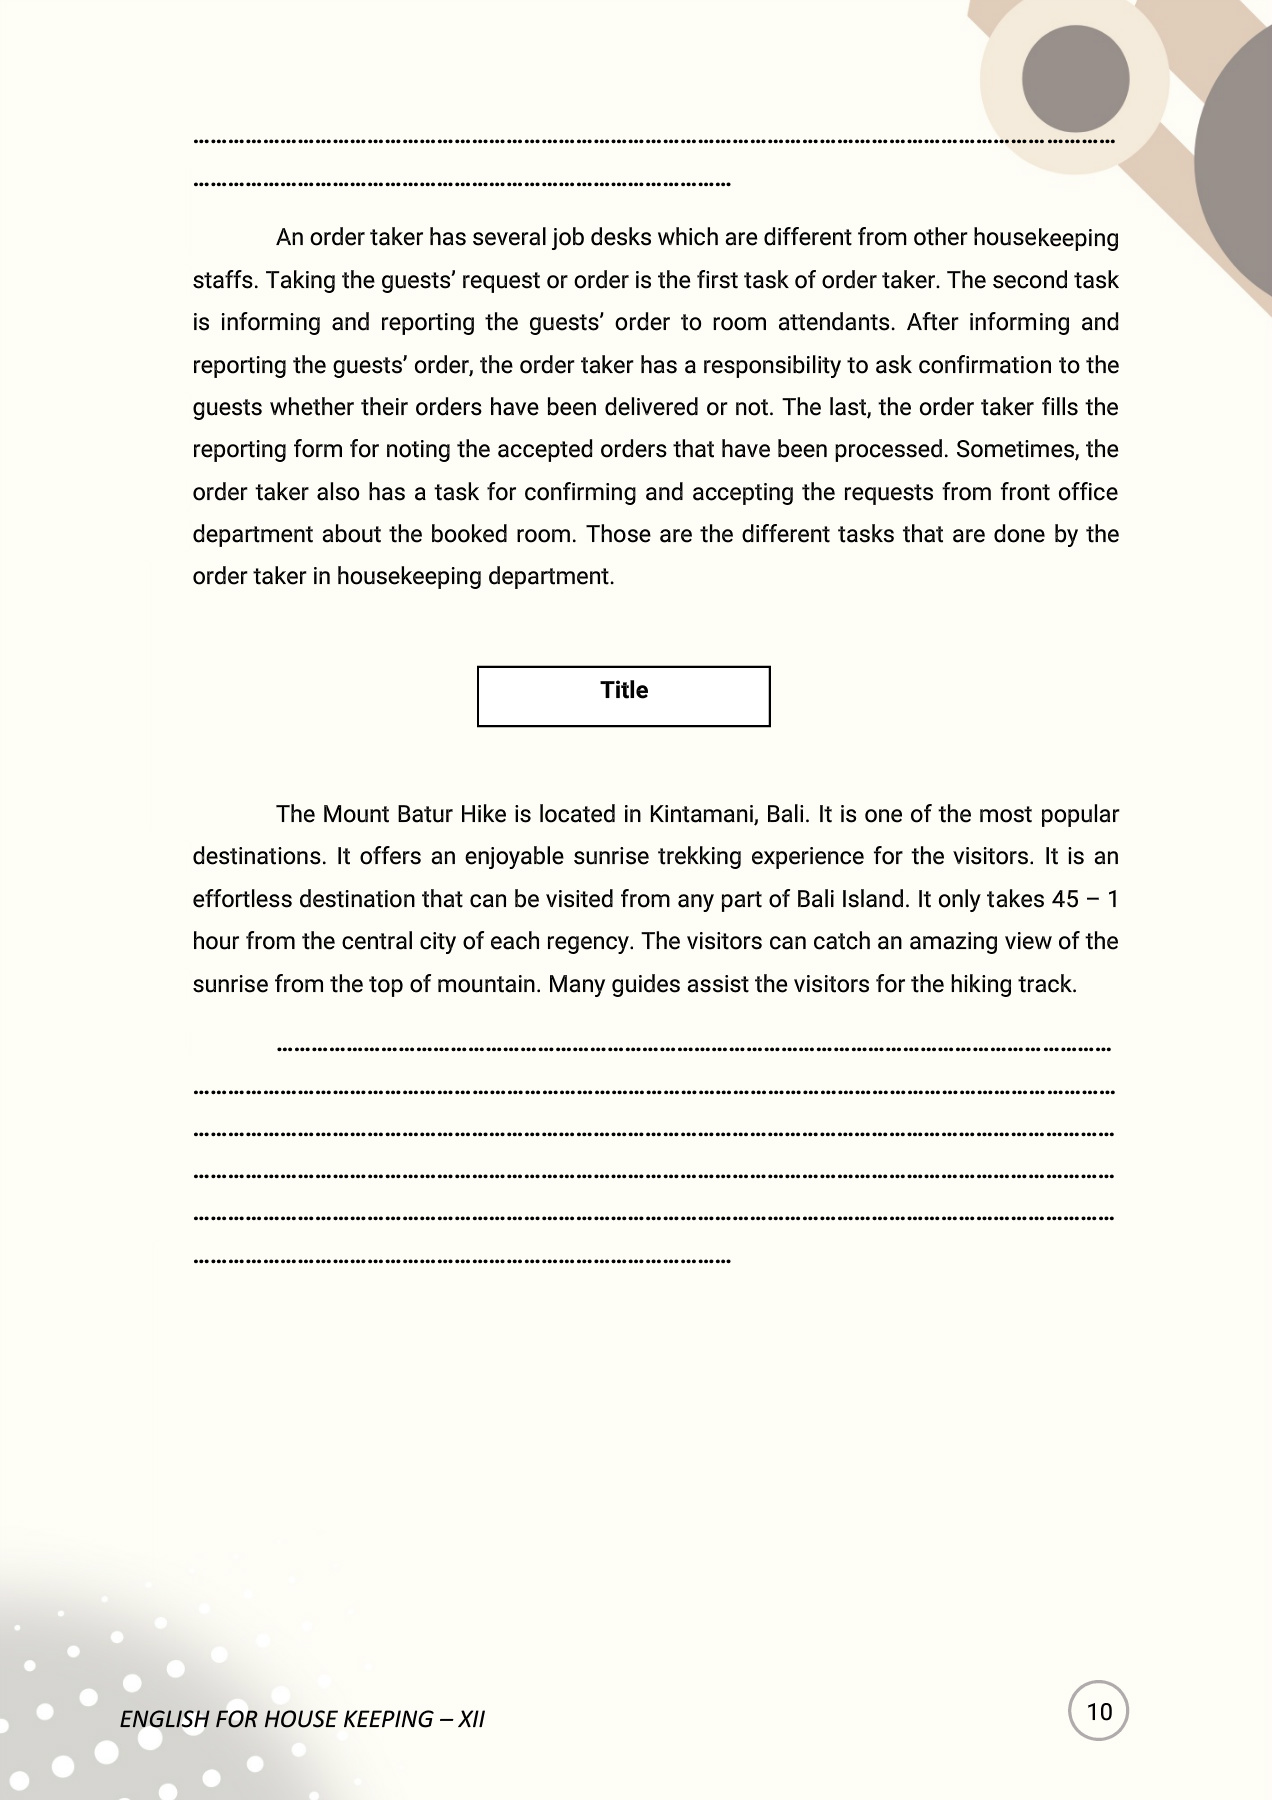 ……………………………………………………………………………………………………………………………………………
…………………………………………………………………………………
An order taker has several job desks which are different from other housekeeping
staffs. Taking the guests’ request or order is the first task of order taker. The second task
is informing and reporting the guests’ order to room attendants. After informing and
reporting the guests’ order, the order taker has a responsibility to ask confirmation to the
guests whether their orders have been delivered or not. The last, the order taker fills the
reporting form for noting the accepted orders that have been processed. Sometimes, the
order taker also has a task for confirming and accepting the requests from front office
department about the booked room. Those are the different tasks that are done by the
order taker in housekeeping department.
Title
The Mount Batur Hike is located in Kintamani, Bali. It is one of the most popular
destinations. It offers an enjoyable sunrise trekking experience for the visitors. It is an
effortless destination that can be visited from any part of Bali Island. It only takes 45 – 1
hour from the central city of each regency. The visitors can catch an amazing view of the
sunrise from the top of mountain. Many guides assist the visitors for the hiking track.
………………………………………………………………………………………………………………………………
……………………………………………………………………………………………………………………………………………
……………………………………………………………………………………………………………………………………………
……………………………………………………………………………………………………………………………………………
……………………………………………………………………………………………………………………………………………
…………………………………………………………………………………
ENGLISH FOR HOUSE KEEPING – XII
10